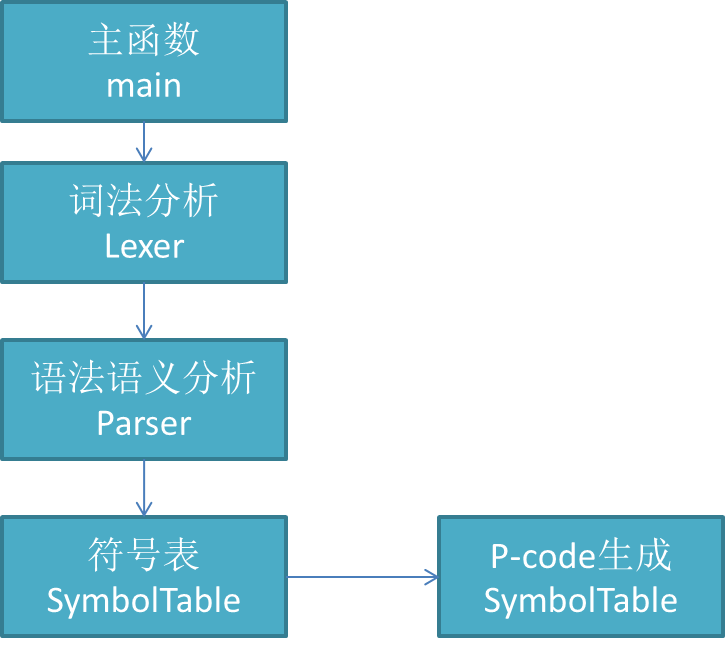 主函数
main
词法分析
Lexer
语法语义分析
Parser
符号表
SymbolTable
P-code生成
SymbolTable